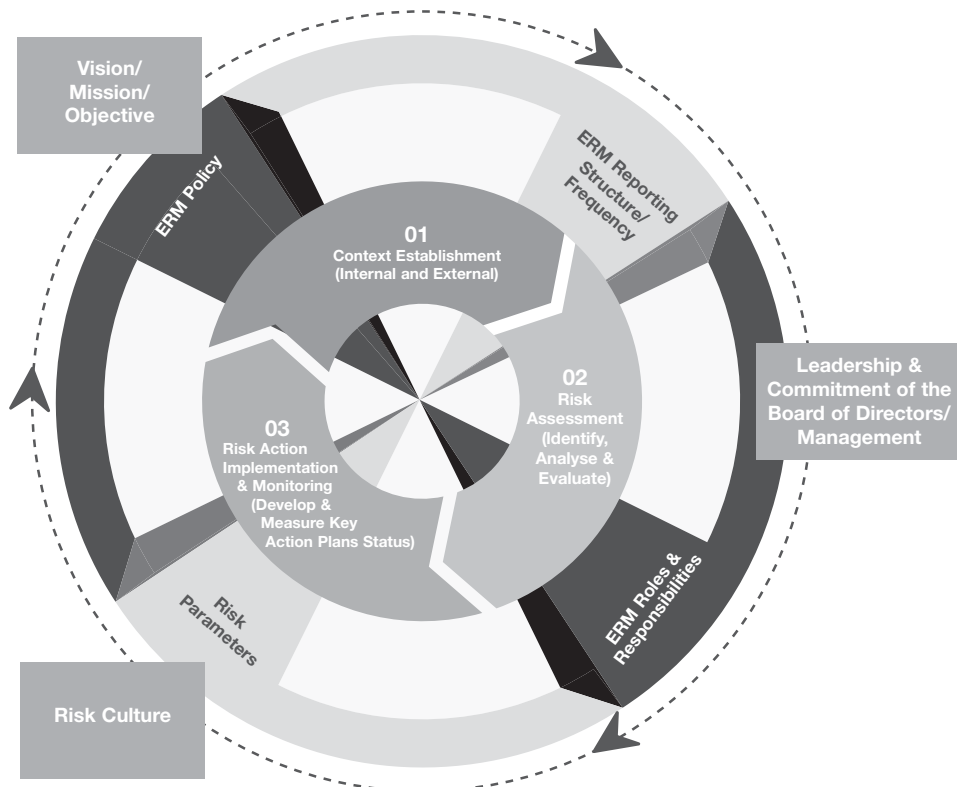 Vision/
Mission/
Objective
ERM Policy
ERM Reporting
Structure/
Frequency
01
Context Establishment
(Internal and External)
Leadership &
Commitment of the
Board of Directors/
Management
02
Risk
Assessment
(Identify,
Analyse &
Evaluate)
03
Risk Action
Implementation
& Monitoring
(Develop &
Measure Key
Action Plans Status)
ERM Roles &
Responsibilities
Risk
Parameters
Risk Culture